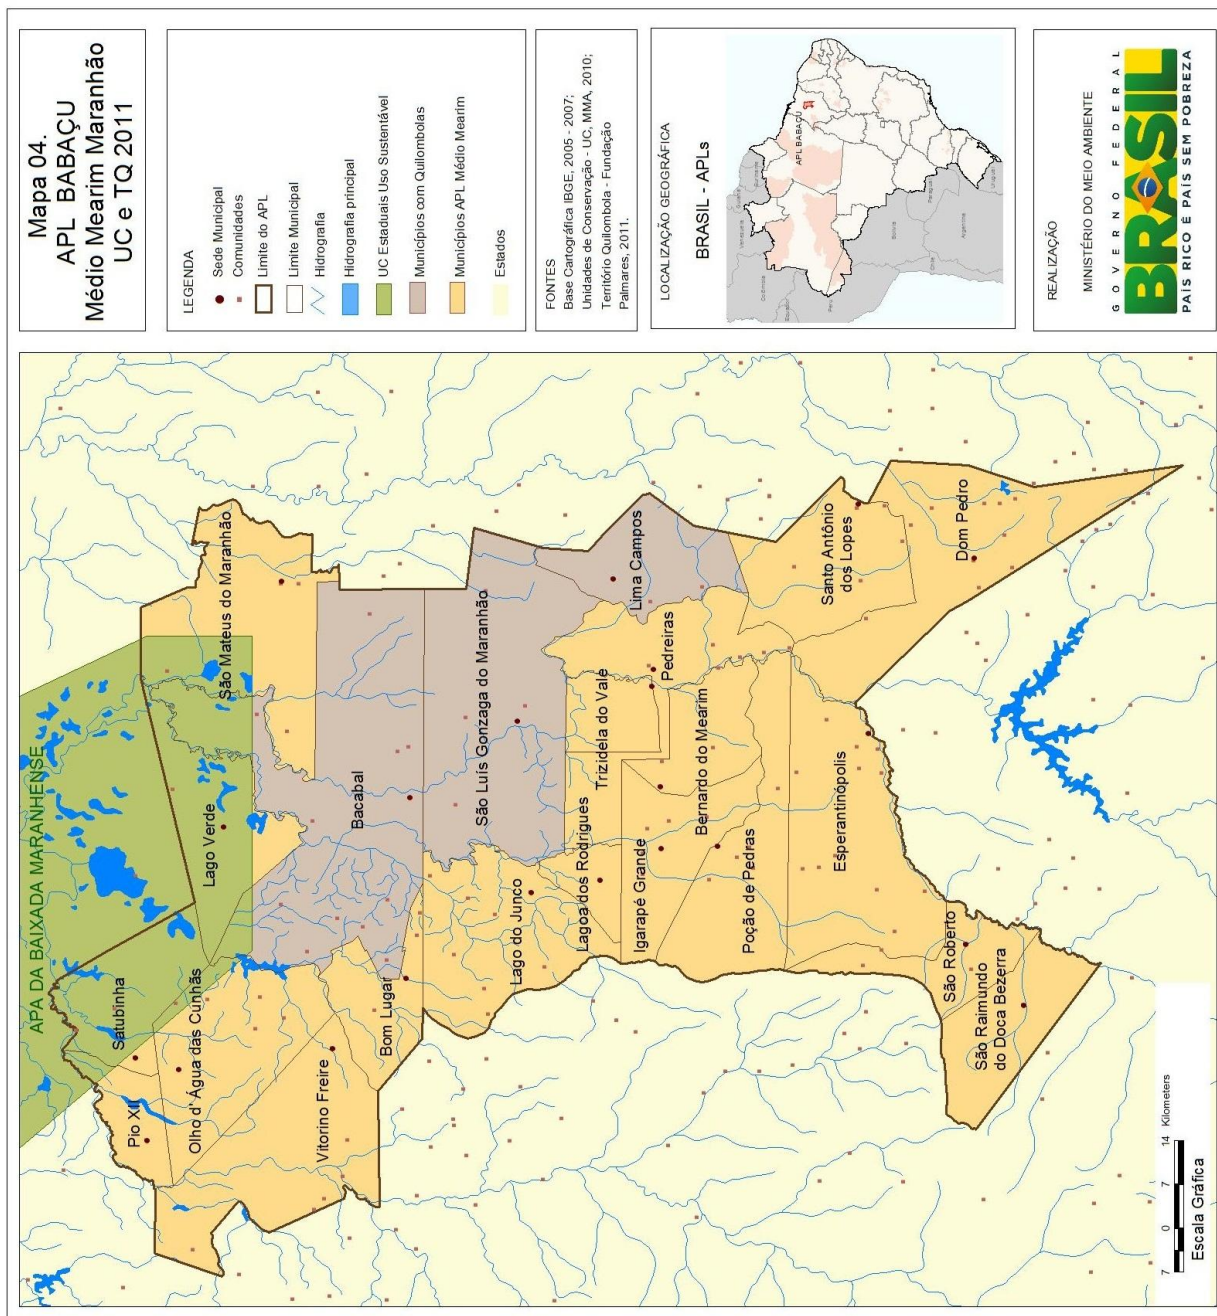 Mapa 04.
APL BABAÇU
Médio Mearim Maranhão
UC e TQ 2011
LEGENDA
Sede Municipal
Comunidades
Limite do APL
Limite Municipal
Hidrografia
Hidrografia principal
UC Estaduais Uso Sustentável
Municípios com Quilombolas
Municípios APL Médio Mearim
Estados
FONTES
Base Cartográfica IBGE, 2005 - 2007;
Unidades de Conservação - UC, MMA, 2010;
Território Quilombola - Fundação
Palmares, 2011.
LOCALIZAÇÃO GEOGRÁFICA
BRASIL - APLs
APL BABAÇU
Venezuela
Colômbia
Bolívia
Paraguai
Argentina
Uruguai
REALIZAÇÃO
MINISTÉRIO DO MEIO AMBIENTE
GOVERNO FEDERAL
BRASIL
PAÍS RICO É PAÍS SEM POBREZA
APA DA BAIXADA MARANHENSE
Satubinha
Pio XII
Olho d' Água das Cunhãs
Lago Verde
São Mateus do Maranhão
Vitorino Freire
Bom Lugar
Bacabal
São Luís Gonzaga do Maranhão
Lago do Junco
Lagoa dos Rodrigues
Trizidela do Vale
Lima Campos
Pedreiras
Igarapé Grande
Bernardo do Mearim
Poção de Pedras
Esperantinópolis
Santo Antônio
dos Lopes
Dom Pedro
São Roberto
São Raimundo
do Doca Bezerra
7 0 7 14 Kilometers
Escala Gráfica